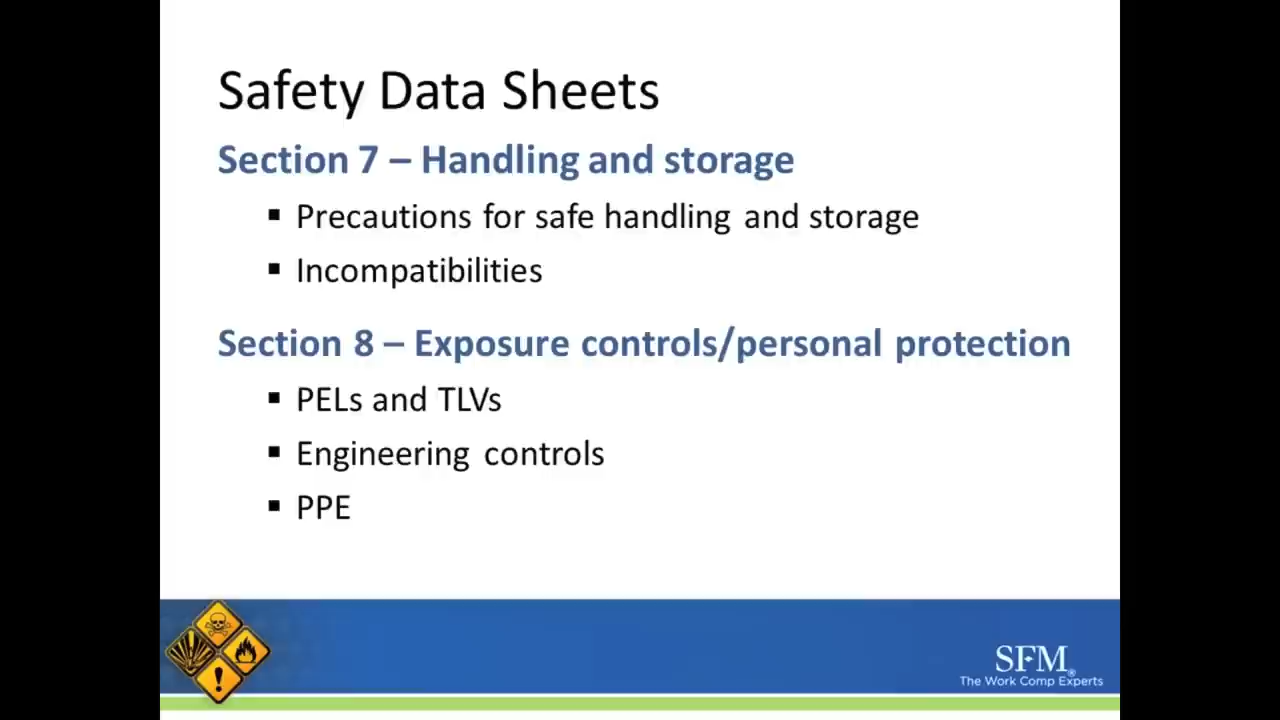 Safety Data Sheets
Section 7 – Handling and storage
▪ Precautions for safe handling and storage
▪ Incompatibilities
Section 8 – Exposure controls/personal protection
▪ PELs and TLVs
▪ Engineering controls
▪ PPE
SFM®
The Work Comp Experts